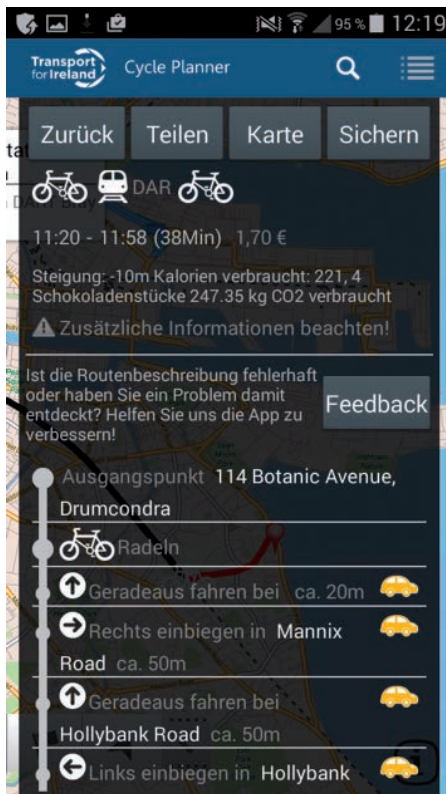 95 % 12:19
Transport
for Ireland
Cycle Planner
Zurück Teilen Karte Sichern
DAR
11:20 - 11:58 (38Min) 1,70 €
Steigung: -10m Kalorien verbraucht: 221, 4
Schokoladenstücke 247.35 kg CO2 verbraucht
Zusätzliche Informationen beachten!
Ist die Routenbeschreibung fehlerhaft
oder haben Sie ein Problem damit
entdeckt? Helfen Sie uns die App zu
verbessern!
Feedback
Ausgangspunkt 114 Botanic Avenue,
Drumcondra
Radeln
Geradeaus fahren bei ca. 20m
Rechts einbiegen in Mannix
Road ca. 50m
Geradeaus fahren bei
Hollybank Road ca. 50m
Links einbiegen in Hollybank